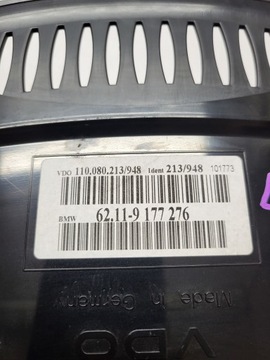 VDO 110.080.213/948 Ident 213/948 101773
BMW 62.11-9 177 276
Made in Germany
VDO